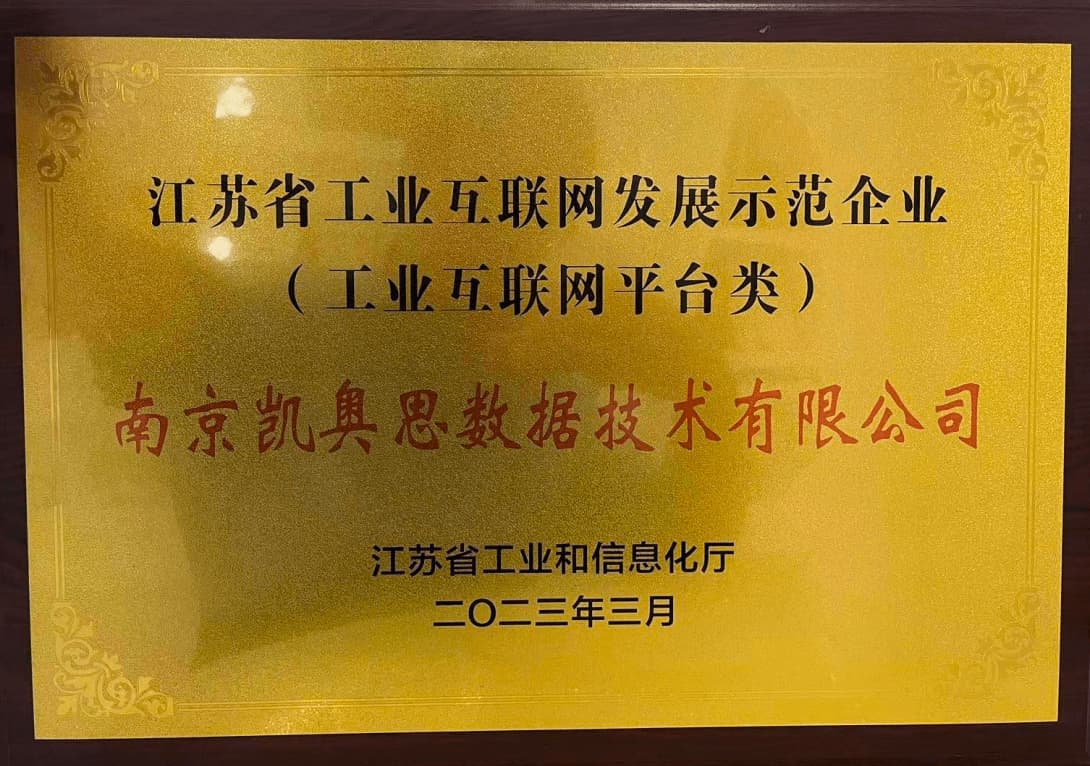 江苏省工业互联网发展示范企业
（工业互联网平台类）
南京凯奥思数据技术有限公司
江苏省工业和信息化厅
二〇二三年三月